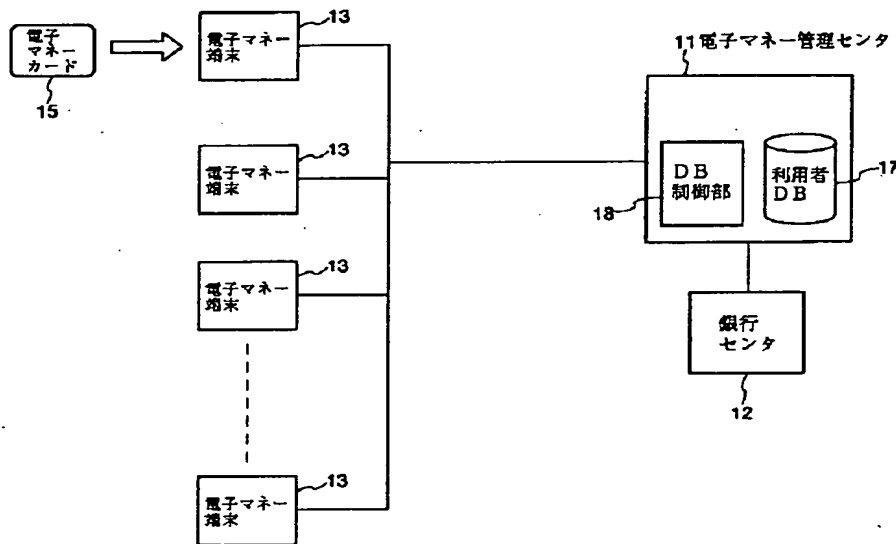 電子
マネー
カード
15
13
電子マネー
端末
13
電子マネー
端末
13
電子マネー
端末
13
電子マネー
端末
11電子マネー管理センタ
DB
制御部
18
利用者
DB
17
銀行
センタ
12